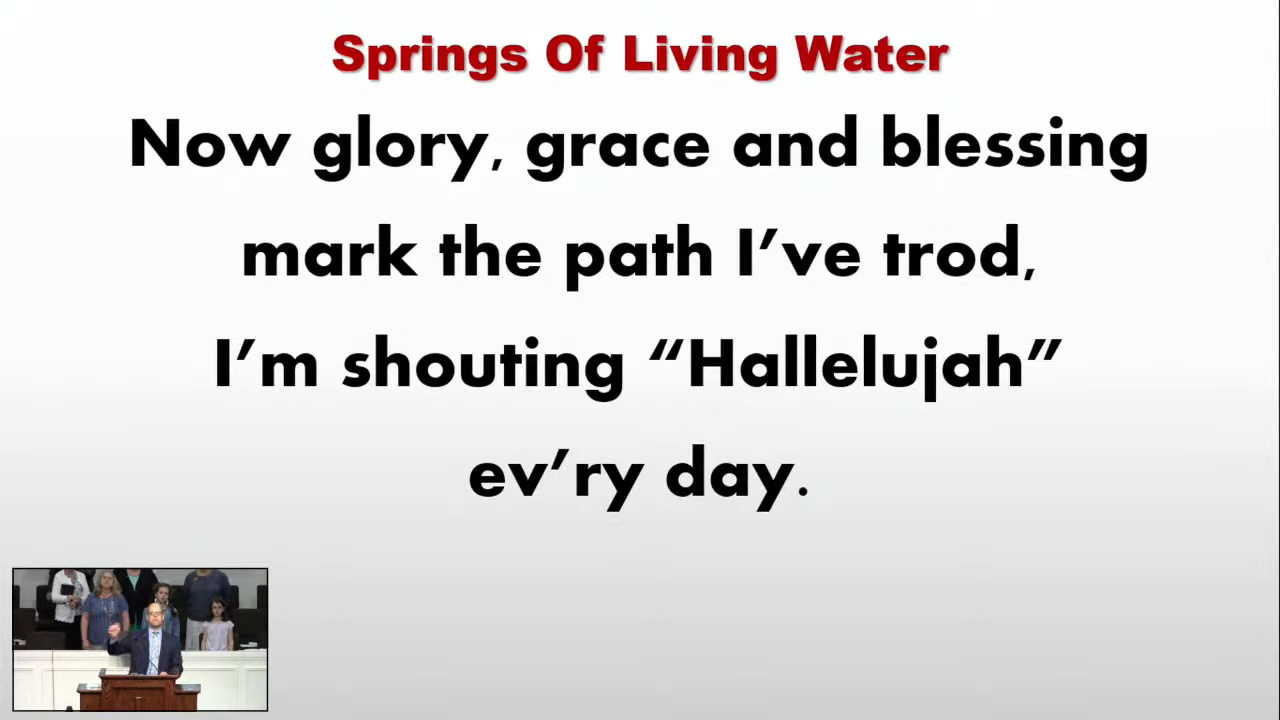 Springs Of Living Water
Now glory, grace and blessing
mark the path I’ve trod,
I’m shouting “Hallelujah”
ev’ry day.